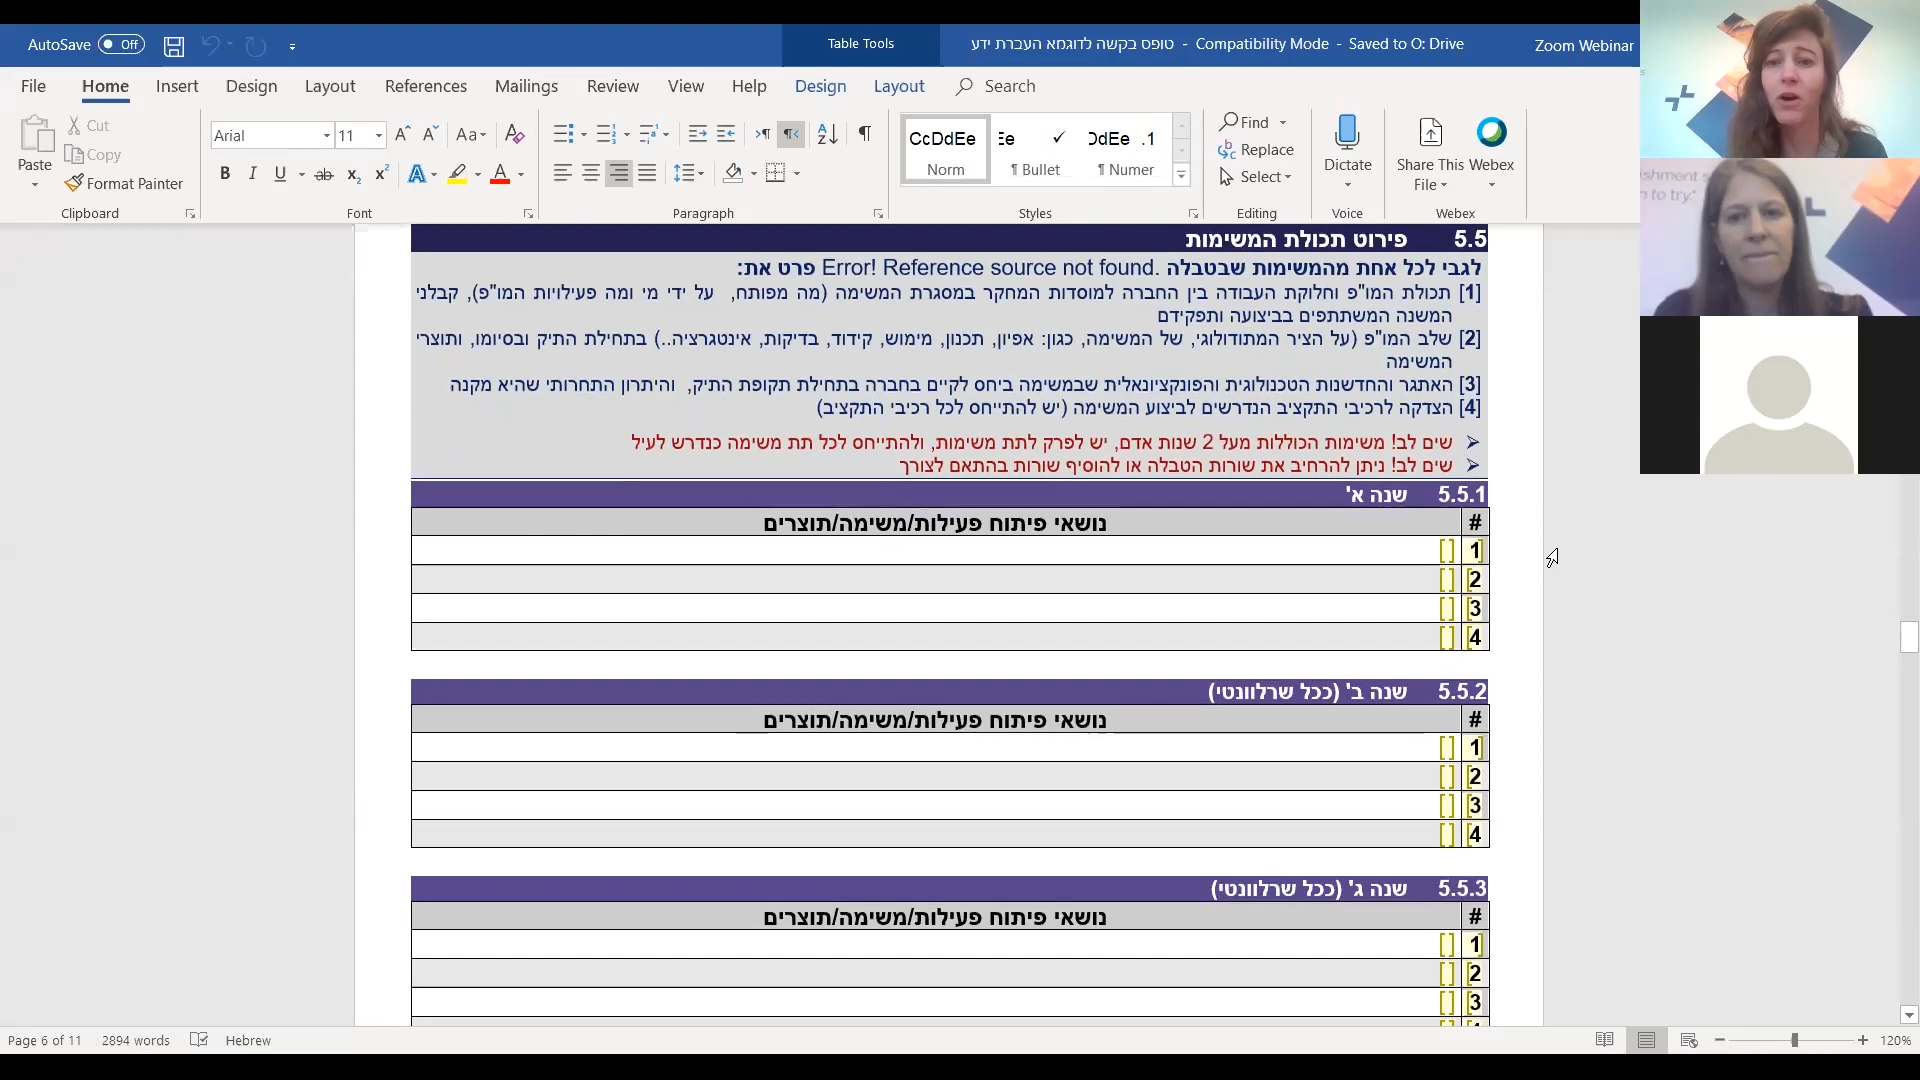 AutoSave Off
Table Tools
טופס בקשה לדוגמא העברת ידע - Compatibility Mode - Saved to O: Drive
Zoom Webinar
File Home Insert Design Layout References Mailings Review View Help Design Layout Search
Paste
Cut
Copy
Format Painter
Clipboard
Arial 11
Font
Paragraph
CcDdEe
¶ Bullet
Norm
¶ Numer
Styles
Find
Replace
Select
Editing
Dictate
Voice
Share This File
Webex
Webex
ishment s
n to try."
5.5 פירוט תכולת המשימות
לגבי לכל אחת מהמשימות שבטבלה Error! Reference source not found. פרט את:
[1] תכולת המו"פ וחלוקת העבודה בין החברה למוסדות המחקר במסגרת המשימה (מה מפותח, על ידי מי ומה פעילויות המו"פ), קבלני
המשנה המשתתפים בביצועה ותפקידם
[2] שלב המו"פ (על הציר המתודולוגי, של המשימה, כגון: אפיון, תכנון, מימוש, קידוד, בדיקות, אינטגרציה..) בתחילת התיק ובסיומו, ותוצרי
המשימה
[3] האתגר והחדשנות הטכנולוגית והפונקציונאלית שבמשימה ביחס לקיים בחברה בתחילת תקופת התיק, והיתרון התחרותי שהיא מקנה
[4] הצדקה לרכיבי התקציב הנדרשים לביצוע המשימה (יש להתייחס לכל רכיבי התקציב)
➢ שים לב! משימות הכוללות מעל 2 שנות אדם, יש לפרק לתת משימות, ולהתייחס לכל תת משימה כנדרש לעיל
➢ שים לב! ניתן להרחיב את שורות הטבלה או להוסיף שורות בהתאם לצורך
5.5.1 שנה א'
# נושאי פיתוח פעילות/משימה/תוצרים
1 []
2 []
3 []
4 []
5.5.2 שנה ב' (ככל שרלוונטי)
# נושאי פיתוח פעילות/משימה/תוצרים
1 []
2 []
3 []
4 []
5.5.3 שנה ג' (ככל שרלוונטי)
# נושאי פיתוח פעילות/משימה/תוצרים
1 []
2 []
3 []
Page 6 of 11 2894 words Hebrew 120%